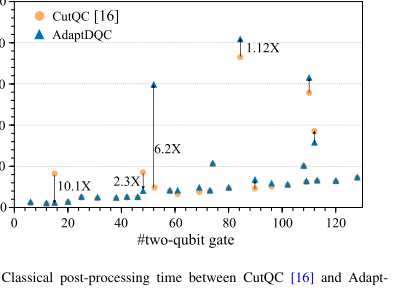 CutQC [16]
AdaptDQC
1.12X
6.2X
2.3X
10.1X
0
0 20 40 60 80 100 120
#two-qubit gate
Classical post-processing time between CutQC [16] and Adapt-